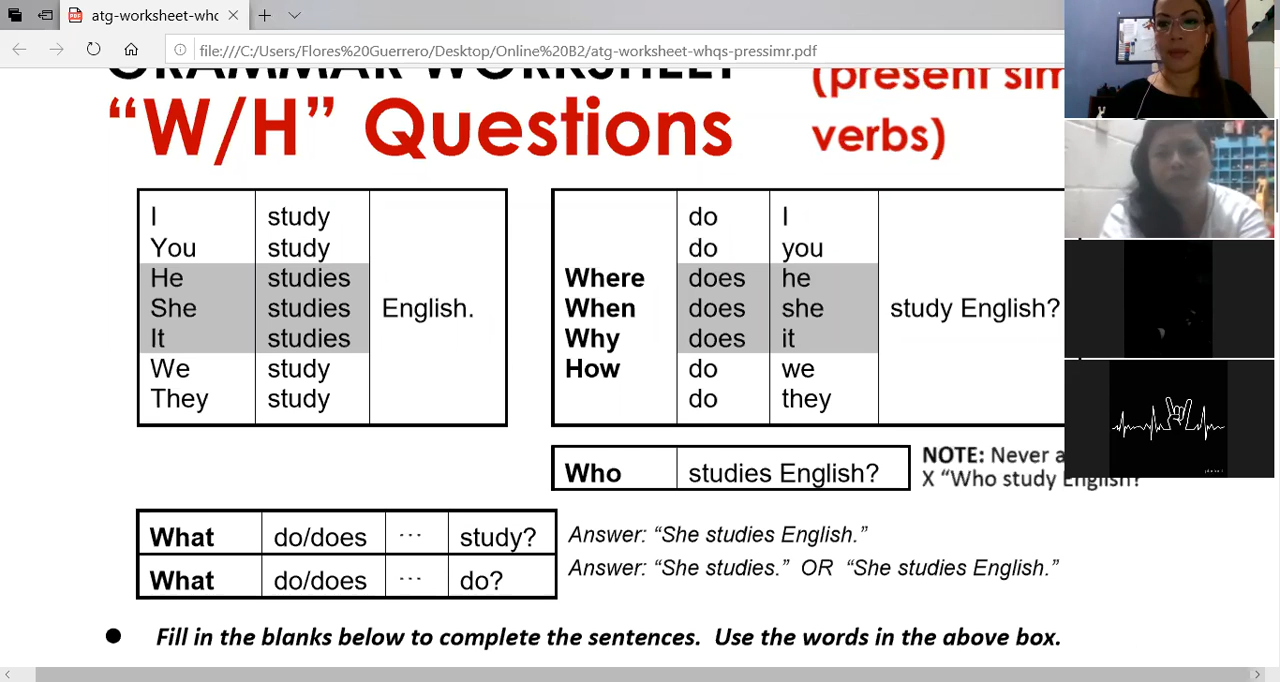 atg-worksheet-whq
file:///C:/Users/Flores%20Guerrero/Desktop/Online%20B2/atg-worksheet-whqs-pressimr.pdf
GRAMMAR WORKSHEET
(present sim
"W/H" Questions
verbs)
I study
You study
He studies
She studies English.
It studies
We study
They study
do I
do you
Where does he
When does she study English?
Why does it
How do we
do they
Who studies English?
NOTE: Never a
X "Who study English?
What do/does ... study?
Answer: "She studies English."
What do/does ... do?
Answer: "She studies." OR "She studies English."
● Fill in the blanks below to complete the sentences. Use the words in the above box.